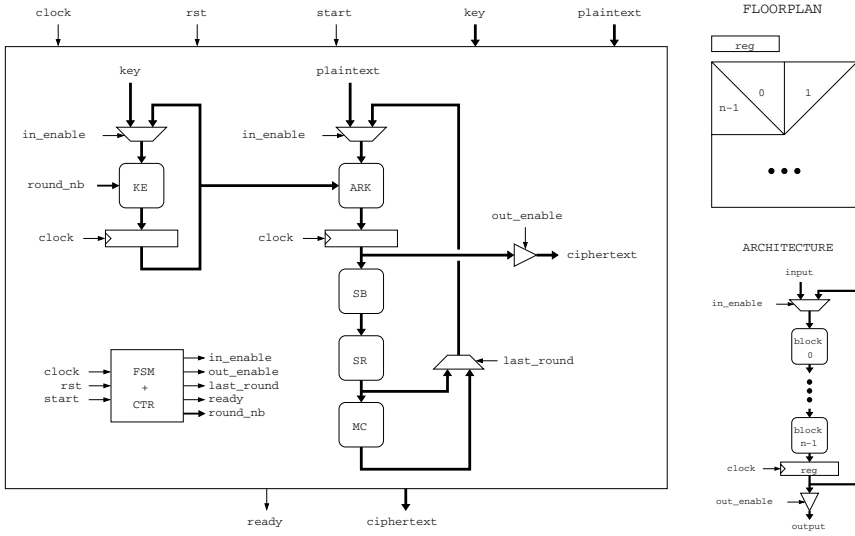 clock
rst
start
key
plaintext
key
plaintext
in_enable
in_enable
round_nb
KE
ARK
clock
clock
out_enable
ciphertext
SB
SR
last_round
MC
clock
rst
start
FSM
+
CTR
in_enable
out_enable
last_round
ready
round_nb
ready
ciphertext
FLOORPLAN
reg
n-1
0
1
ARCHITECTURE
input
in_enable
block
0
block
n-1
clock
reg
out_enable
output